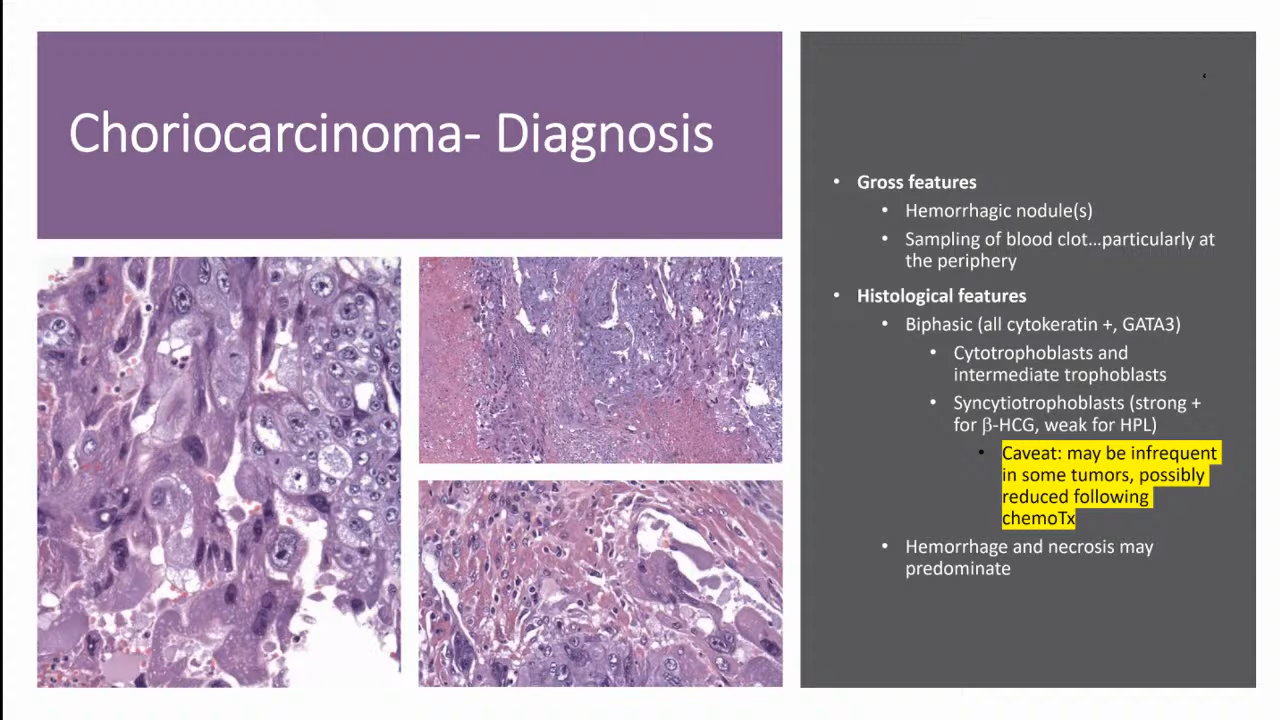 Choriocarcinoma- Diagnosis
• Gross features
• Hemorrhagic nodule(s)
• Sampling of blood clot...particularly at
the periphery
• Histological features
• Biphasic (all cytokeratin +, GATA3)
• Cytotrophoblasts and
intermediate trophoblasts
• Syncytiotrophoblasts (strong +
for β-HCG, weak for HPL)
• Caveat: may be infrequent
in some tumors, possibly
reduced following
chemoTx
• Hemorrhage and necrosis may
predominate